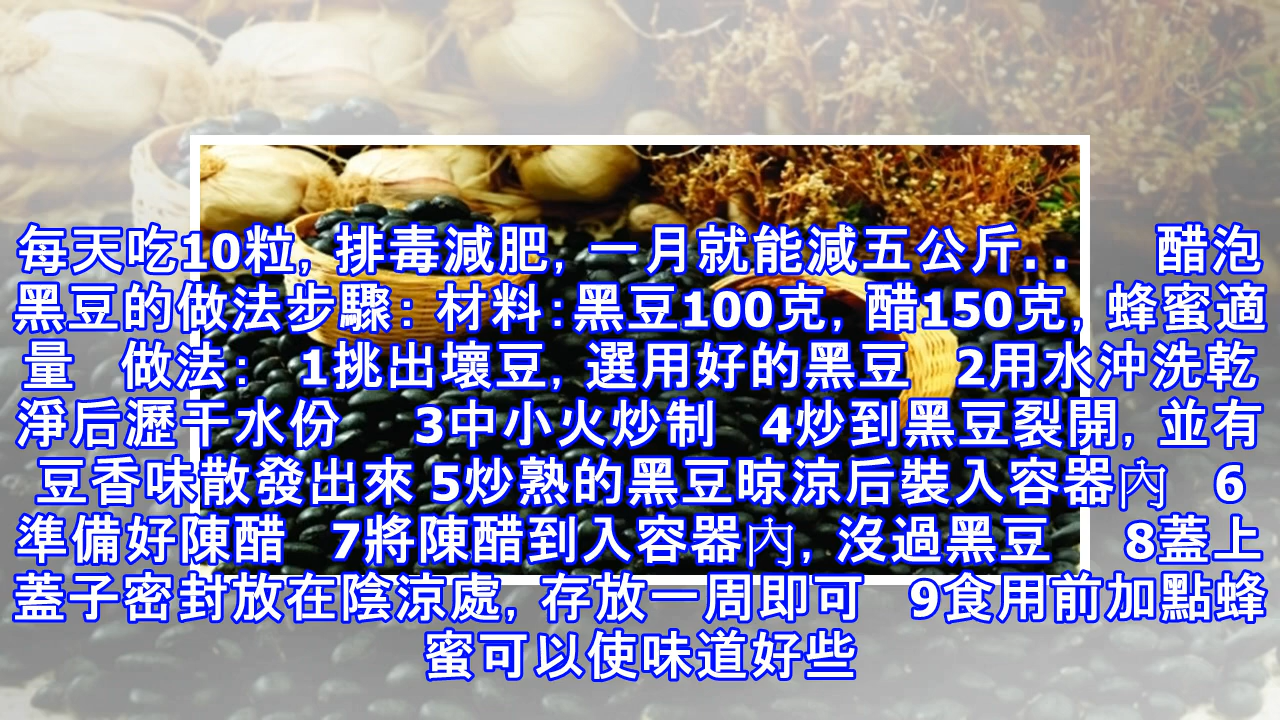 每天吃10粒, 排毒減肥, 一月就能減五公斤.. 醋泡
黑豆的做法步驟: 材料:黑豆100克, 醋150克, 蜂蜜適
量 做法: 1挑出壞豆, 選用好的黑豆 2用水沖洗乾
淨后瀝干水份 3中小火炒制 4炒到黑豆裂開, 並有
豆香味散發出來 5炒熟的黑豆晾涼后裝入容器內 6
準備好陳醋 7將陳醋到入容器內, 沒過黑豆 8蓋上
蓋子密封放在陰涼處, 存放一周即可 9食用前加點蜂
蜜可以使味道好些